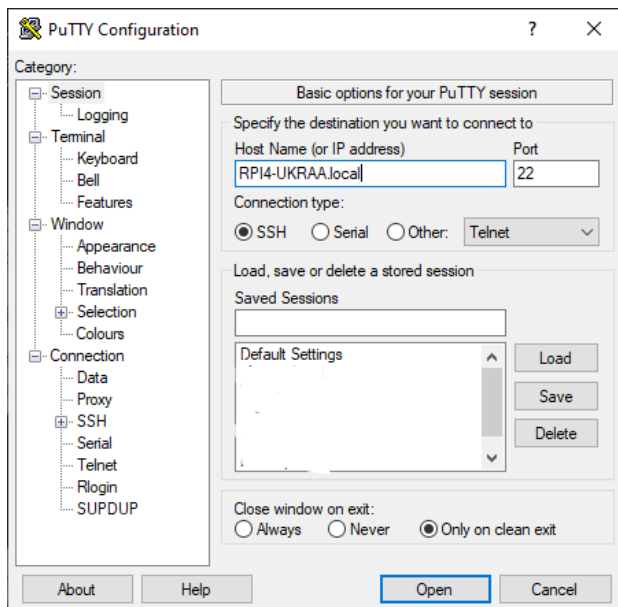 PuTTY Configuration
?
Category:
Session
Logging
Terminal
Keyboard
Bell
Features
Window
Appearance
Behaviour
Translation
Selection
Colours
Connection
Data
Proxy
SSH
Serial
Telnet
Rlogin
SUPDUP
Basic options for your PuTTY session
Specify the destination you want to connect to
Host Name (or IP address) Port
RPI4-UKRAA.local 22
Connection type:
SSH Serial Other: Telnet
Load, save or delete a stored session
Saved Sessions
Default Settings
Load
Save
Delete
Close window on exit:
Always Never Only on clean exit
About Help Open Cancel